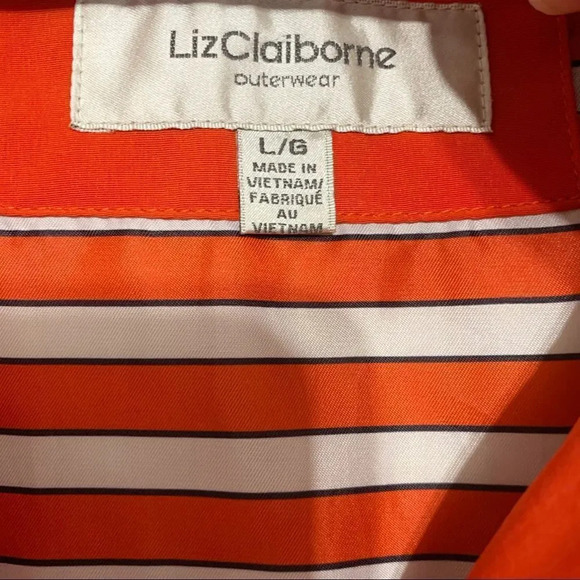 LizClaiborne
outerwear
L/G
MADE IN
VIETNAM/
FABRIQUÉ
AU
VIETNAM